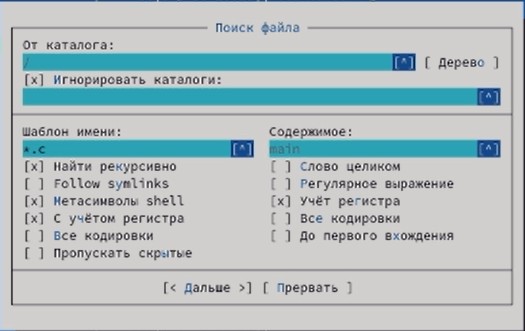 Поиск файла
От каталога:
/ [^] [ Дерево ]
[x] Игнорировать каталоги:
[^]
Шаблон имени: Содержимое:
*.c [^] main [^]
[x] Найти рекурсивно [ ] Слово целиком
[ ] Follow symlinks [ ] Регулярное выражение
[x] Метасимволы shell [x] Учёт регистра
[x] С учётом регистра [ ] Все кодировки
[ ] Все кодировки [ ] До первого вхождения
[ ] Пропускать скрытые
[< Дальше >] [ Прервать ]